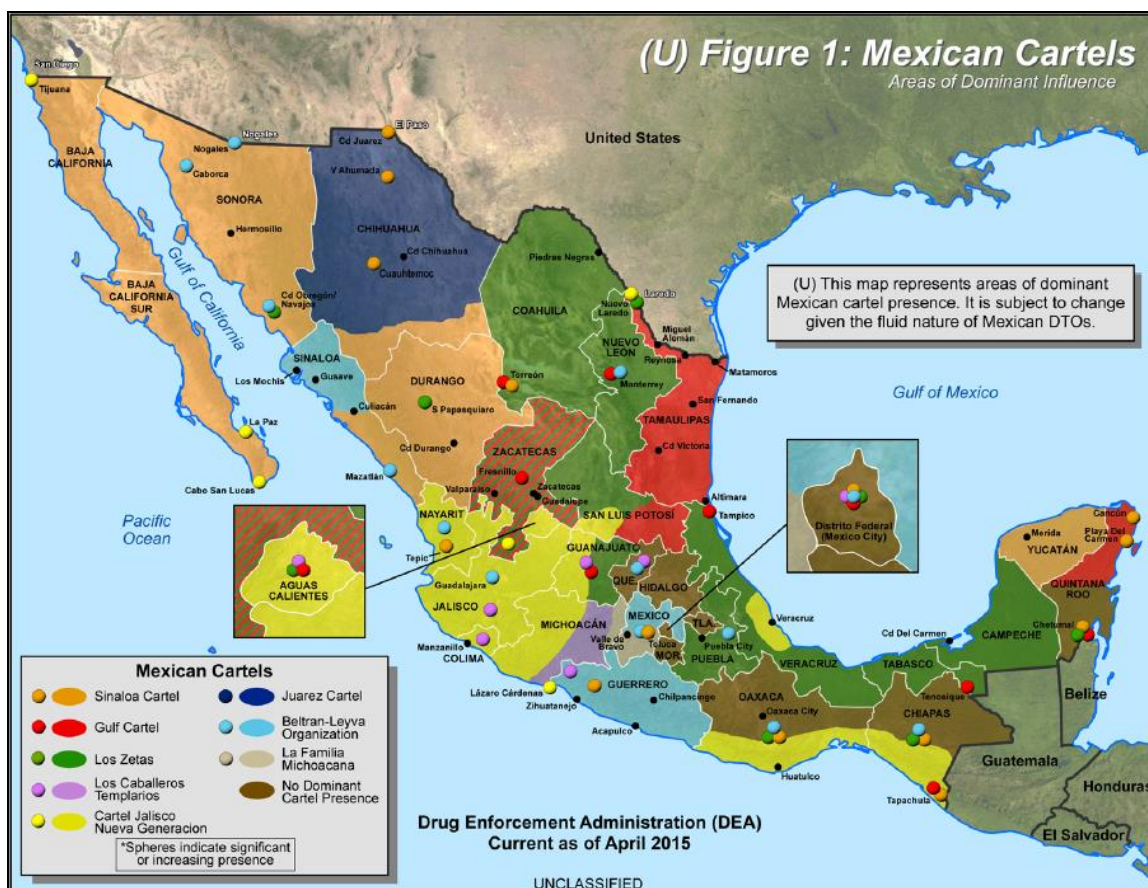 (U) Figure 1: Mexican Cartels
Areas of Dominant Influence
San Diego
Tijuana
BAJA
CALIFORNIA
Nogales
Nogales
Caborca
SONORA
Hermosillo
El Paso
Cd Juarez
V Ahumada
CHIHUAHUA
Cd Chihuahua
Cuauhtemoc
United States
Gulf of California
BAJA
CALIFORNIA
SUR
Cd Obregón/
Navajoa
Piedras Negras
COAHUILA
Laredo
Nuevo
Laredo
(U) This map represents areas of dominant
Mexican cartel presence. It is subject to change
given the fluid nature of Mexican DTOs.
SINALOA
Los Mochis
Gusave
Culiacán
DURANGO
S Papasquiaro
Cd Durango
Torreón
NUEVO
LEÓN
Monterrey
Miguel
Alemán
Reynosa
Matamoros
San Fernando
TAMAULIPAS
Cd Victoria
Gulf of Mexico
La Paz
Cabo San Lucas
Mazatlán
ZACATECAS
Fresnillo
Valparaiso
Zacatecas
Guadalupe
SAN LUIS POTOSÍ
Altimara
Tampico
Distrito Federal
(Mexico City)
Pacific
Ocean
AGUAS
CALIENTES
NAYARIT
Tepic
Guadalajara
JALISCO
Manzanillo
COLIMA
GUANAJUATO
QUE.
HIDALGO
MICHOACÁN
MEXICO
Valle de
Bravo
Toluca
MOR.
TLA.
Puebla City
PUEBLA
Veracruz
VERACRUZ
Cancún
Playa Del
Carmen
Merida
YUCATÁN
QUINTANA
ROO
Chetumal
CAMPECHE
Cd Del Carmen
TABASCO
Tenosique
Belize
Lázaro Cárdenas
Zihuatanejo
GUERRERO
Chilpancingo
Acapulco
OAXACA
Oaxaca City
Huatulco
CHIAPAS
Tapachula
Guatemala
Honduras
El Salvador
Mexican Cartels
Sinaloa Cartel
Gulf Cartel
Los Zetas
Los Caballeros
Templarios
Cartel Jalisco
Nueva Generacion
Juarez Cartel
Beltran-Leyva
Organization
La Familia
Michoacana
No Dominant
Cartel Presence
*Spheres indicate significant
or increasing presence
Drug Enforcement Administration (DEA)
Current as of April 2015
UNCLASSIFIED